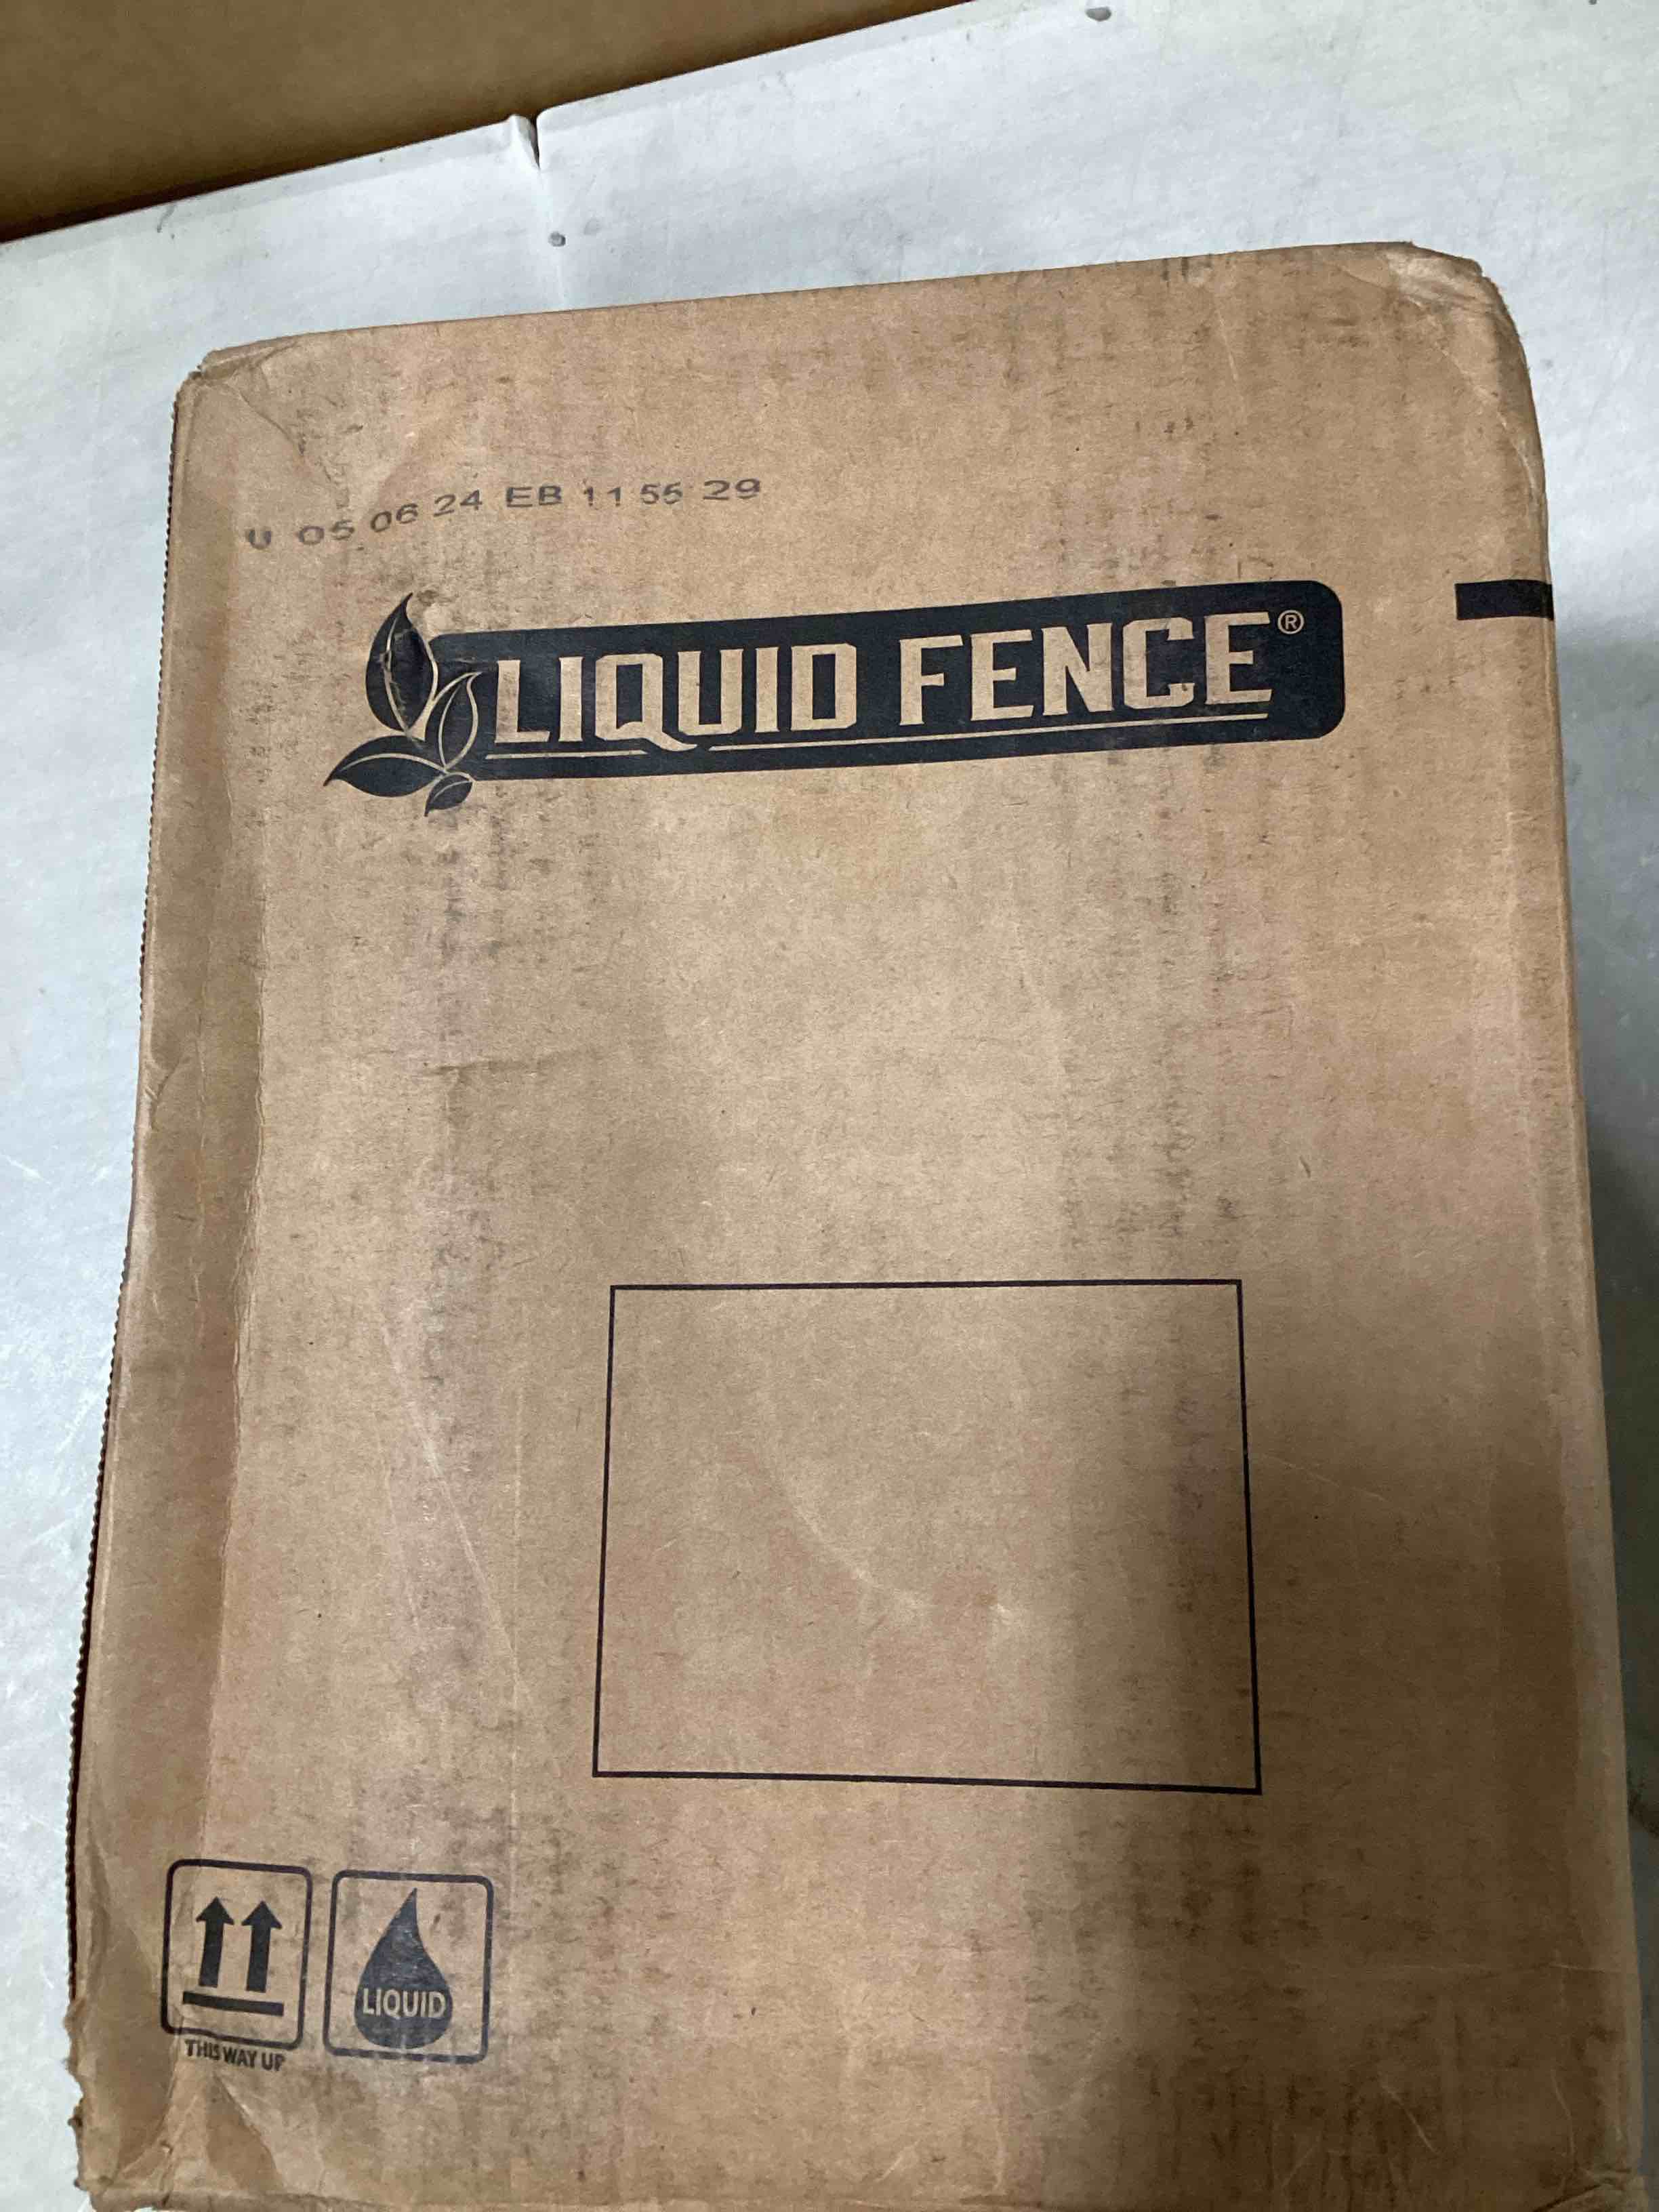 U 05 06 24 EB 11 55 29
LIQUID FENCE®
LIQUID
THIS WAY UP